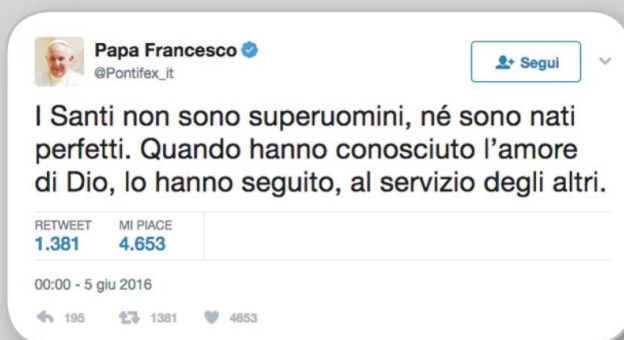 Papa Francesco
@Pontifex_it
Segui
I Santi non sono superuomini, né sono nati
perfetti. Quando hanno conosciuto l’amore
di Dio, lo hanno seguito, al servizio degli altri.
RETWEET MI PIACE
1.381 4.653
00:00 - 5 giu 2016
195 1381 4653